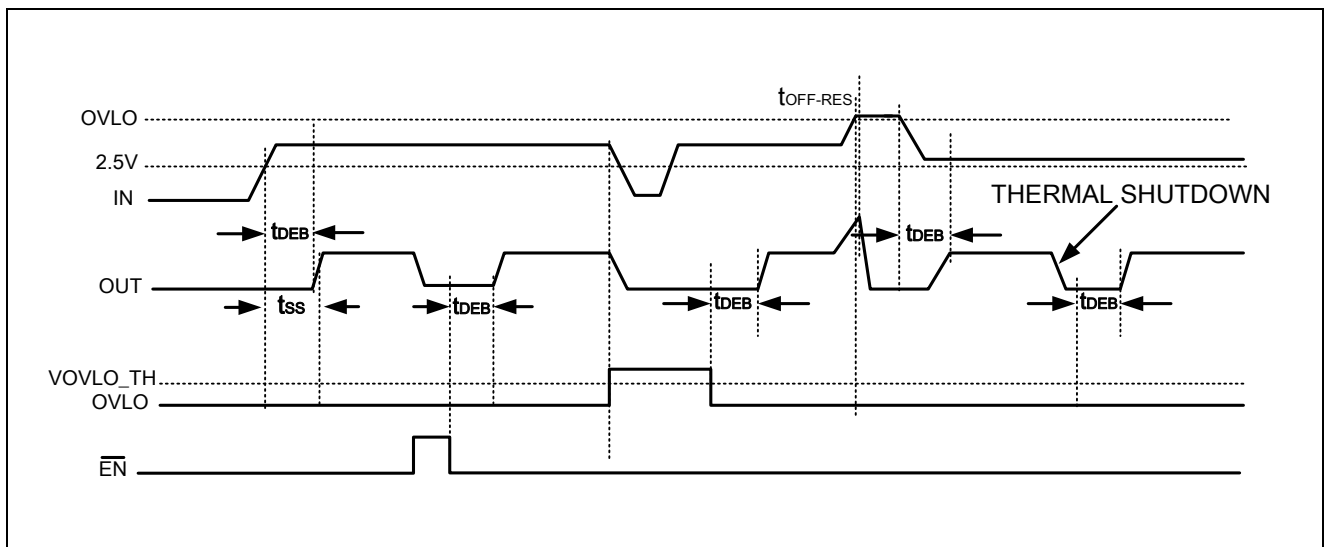 tOFF-RES
OVLO
2.5V
IN
THERMAL SHUTDOWN
tDEB
tDEB
OUT
tSS
tDEB
tDEB
tDEB
VOVLO_TH
OVLO
EN